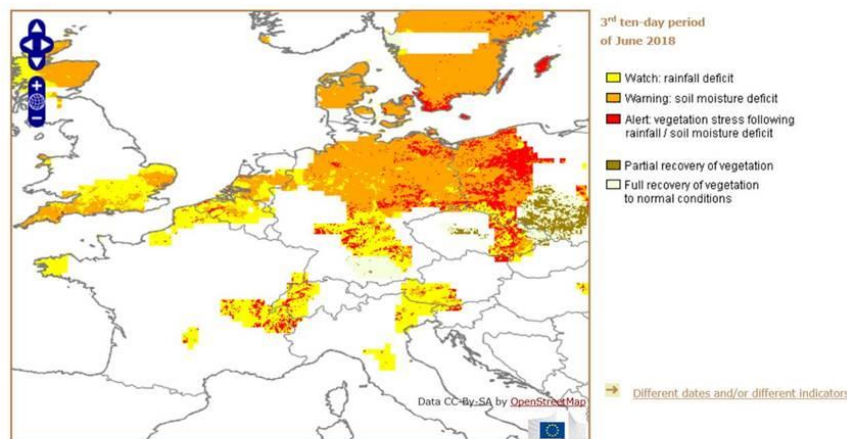 3rd ten-day period
of June 2018
Watch: rainfall deficit
Warning: soil moisture deficit
Alert: vegetation stress following
rainfall / soil moisture deficit
Partial recovery of vegetation
Full recovery of vegetation
to normal conditions
Different dates and/or different indicators
Data CC-By-SA by OpenStreetMap